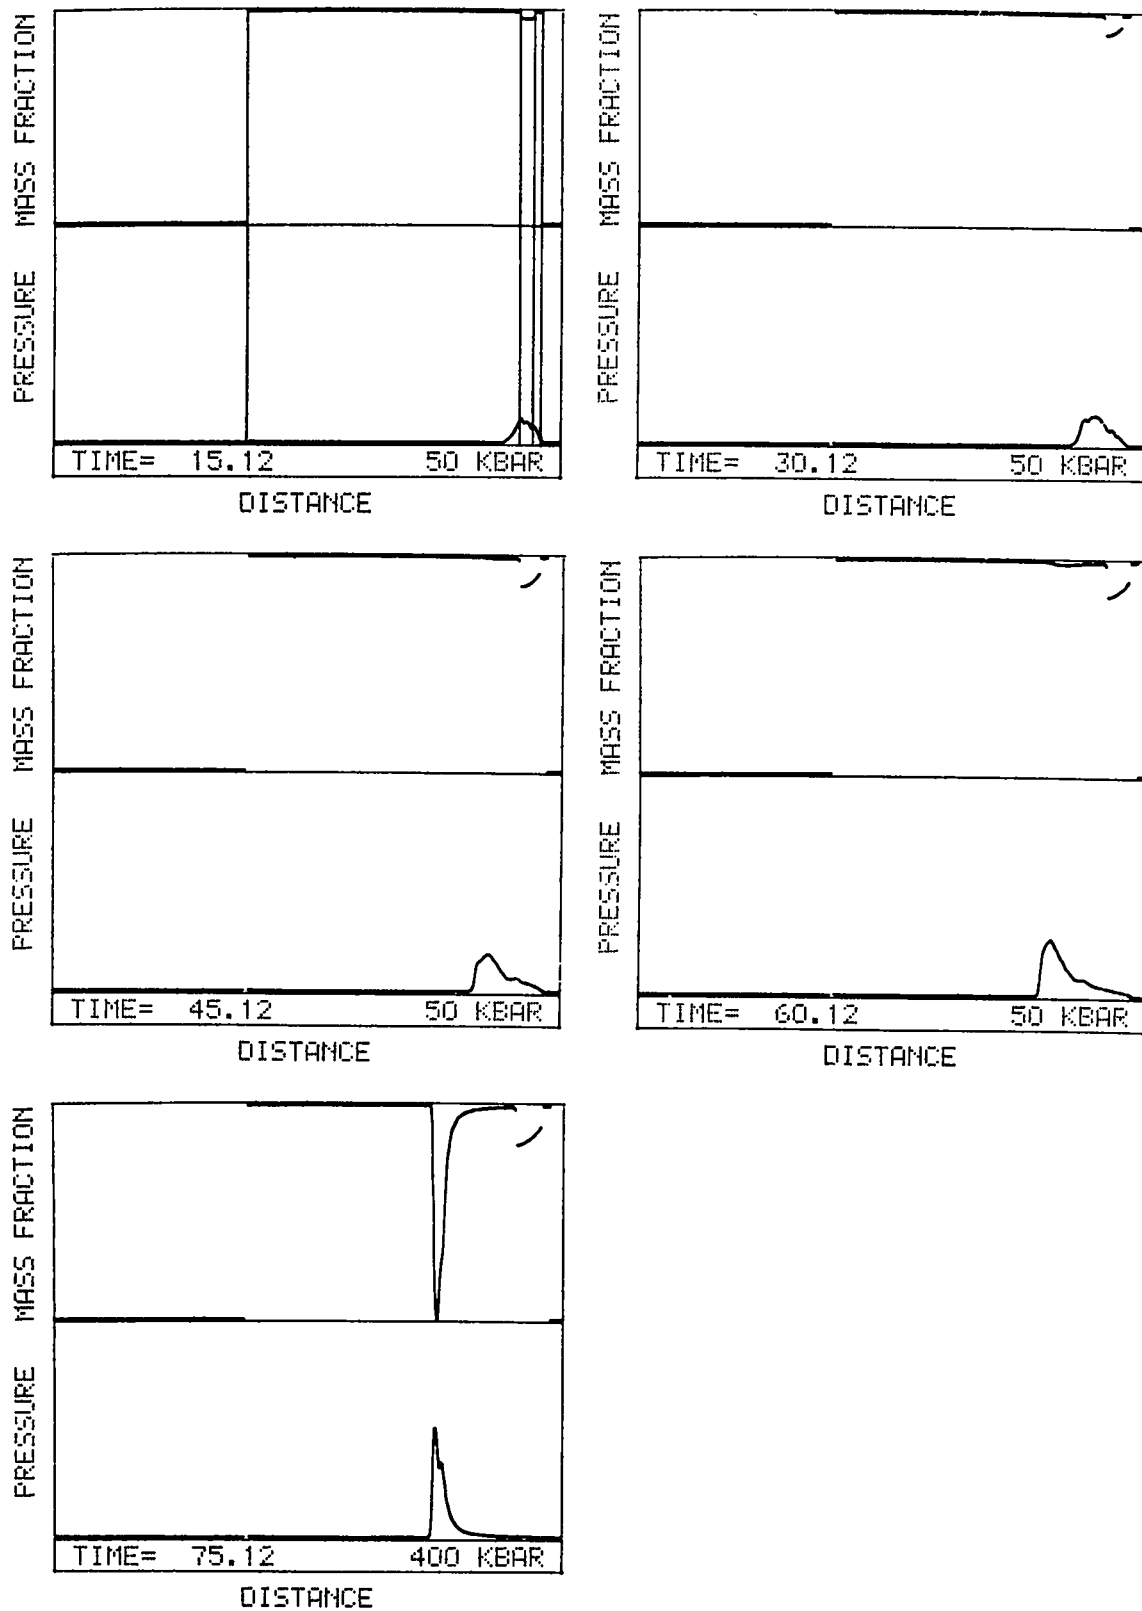 MASS FRACTION
PRESSURE
TIME= 15.12 50 KBAR
DISTANCE
MASS FRACTION
PRESSURE
TIME= 30.12 50 KBAR
DISTANCE
MASS FRACTION
PRESSURE
TIME= 45.12 50 KBAR
DISTANCE
MASS FRACTION
PRESSURE
TIME= 60.12 50 KBAR
DISTANCE
MASS FRACTION
PRESSURE
TIME= 75.12 400 KBAR
DISTANCE